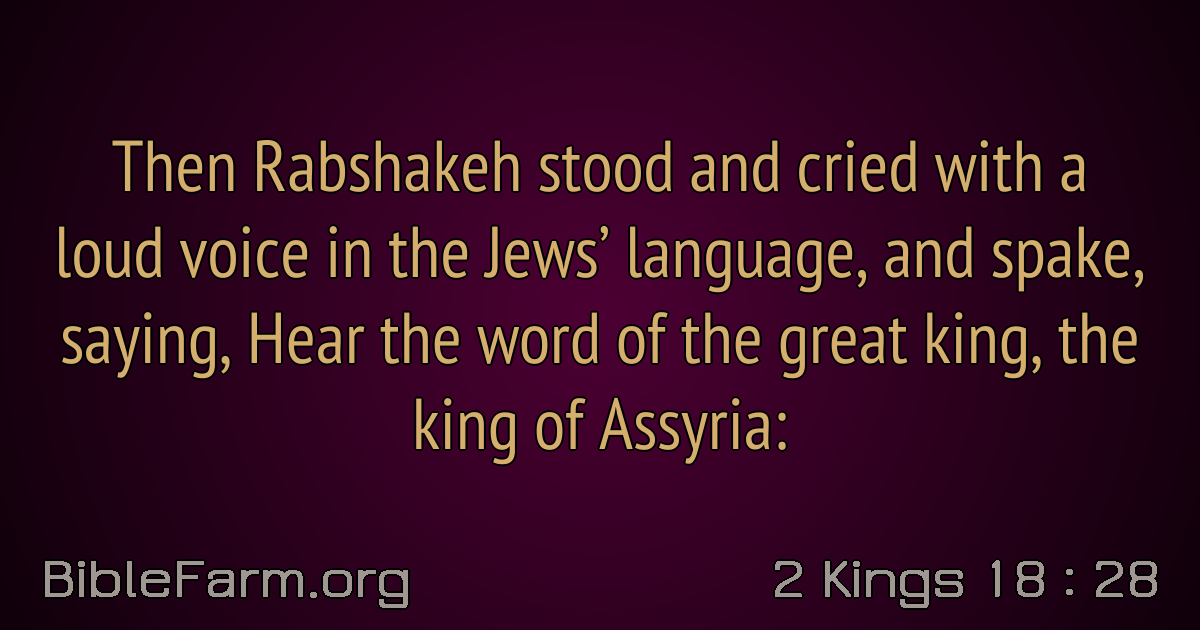 Then Rabshakeh stood and cried with a
loud voice in the Jews’ language, and spake,
saying, Hear the word of the great king, the
king of Assyria:
BibleFarm.org
2 Kings 18 : 28